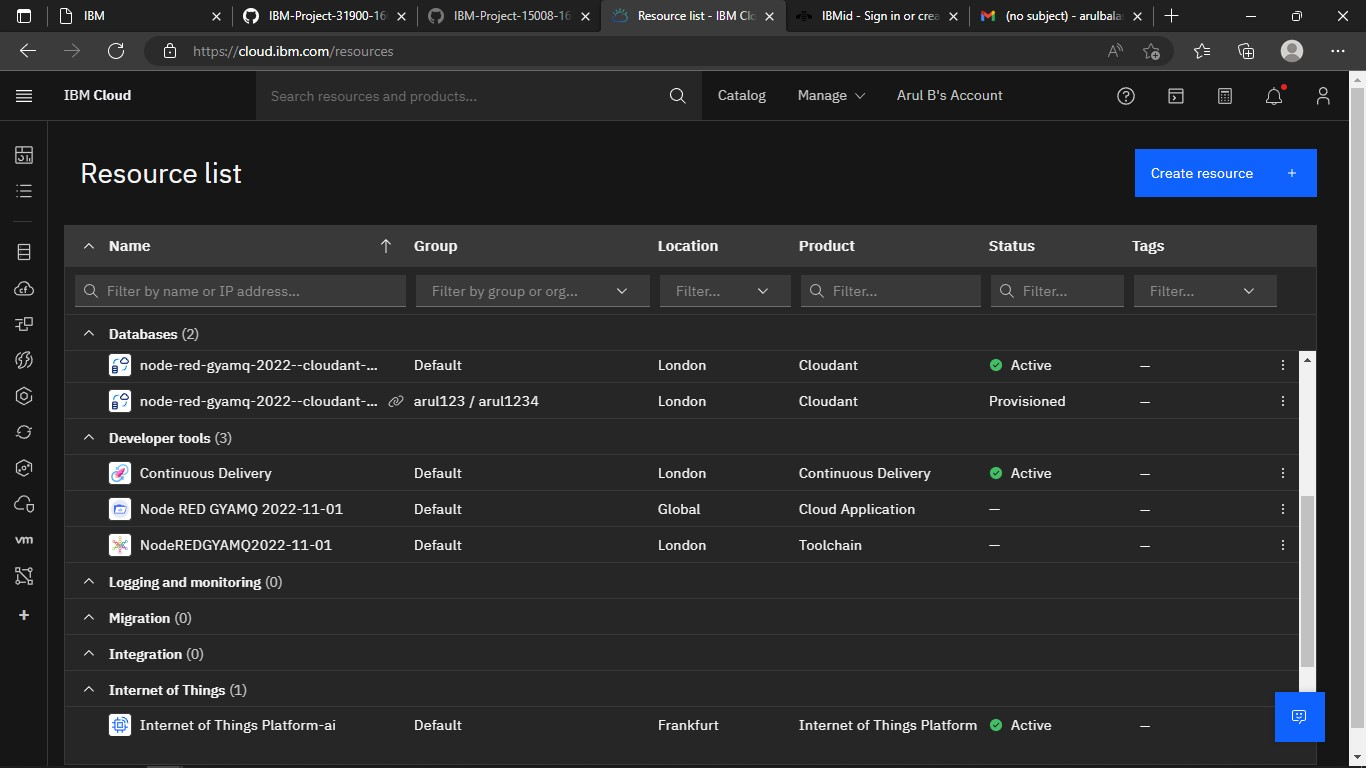 IBM
IBM-Project-31900-16
IBM-Project-15008-16
Resource list - IBM Clo
IBMid - Sign in or crea
(no subject) - arulbala
https://cloud.ibm.com/resources
IBM Cloud
Search resources and products...
Catalog
Manage
Arul B's Account
Resource list
Create resource +
Name Group Location Product Status Tags
Filter by name or IP address... Filter by group or org... Filter... Filter... Filter... Filter...
Databases (2)
node-red-gyamq-2022--cloudant-... Default London Cloudant Active –
node-red-gyamq-2022--cloudant-... arul123 / arul1234 London Cloudant Provisioned –
Developer tools (3)
Continuous Delivery Default London Continuous Delivery Active –
Node RED GYAMQ 2022-11-01 Default Global Cloud Application – –
NodeREDGYAMQ2022-11-01 Default London Toolchain – –
Logging and monitoring (0)
vm
Migration (0)
Integration (0)
Internet of Things (1)
Internet of Things Platform-ai Default Frankfurt Internet of Things Platform Active –